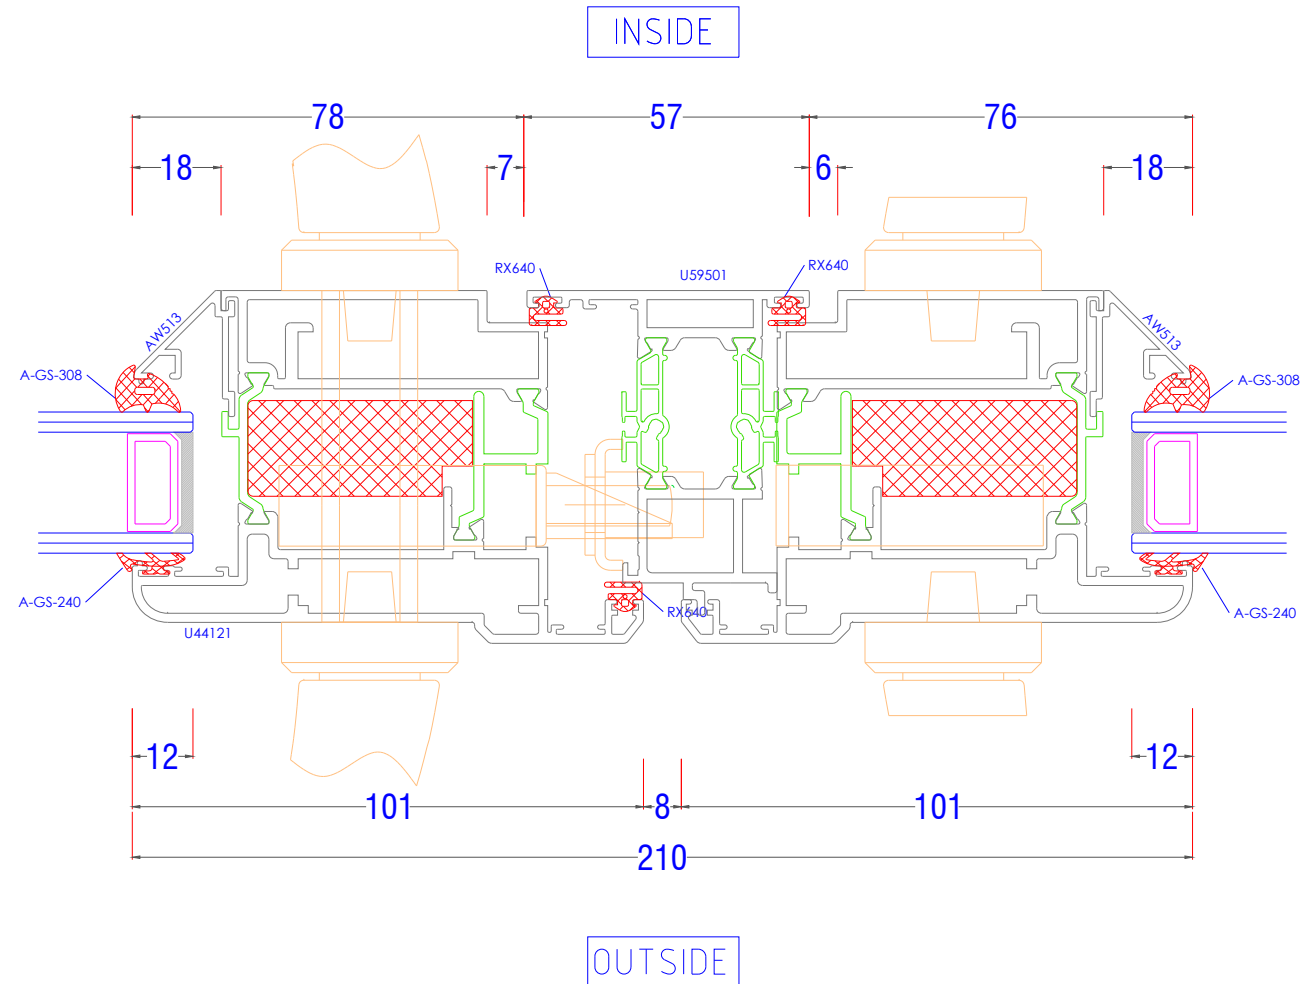 INSIDE
78
57
76
18
7
6
18
RX640
U59501
RX640
AW513
AW513
A-GS-308
A-GS-308
A-GS-240
U44121
RX640
A-GS-240
12
12
101
8
101
210
OUTSIDE